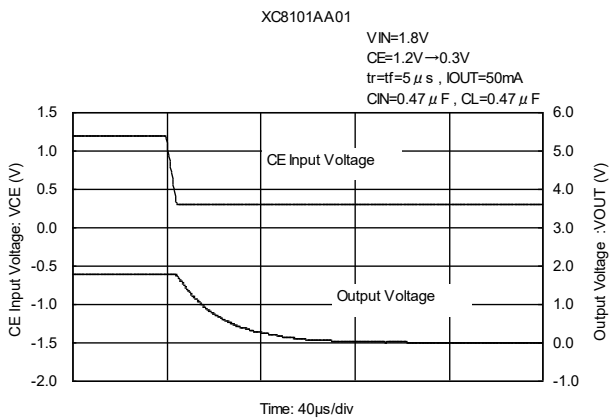 XC8101AA01
VIN=1.8V
CE=1.2V→0.3V
tr=tf=5μs , IOUT=50mA
CIN=0.47μF , CL=0.47μF
CE Input Voltage: VCE (V)
1.5
1.0
0.5
0.0
-0.5
-1.0
-1.5
-2.0
CE Input Voltage
Output Voltage
6.0
5.0
4.0
3.0
2.0
1.0
0.0
-1.0
Output Voltage :VOUT (V)
Time: 40μs/div